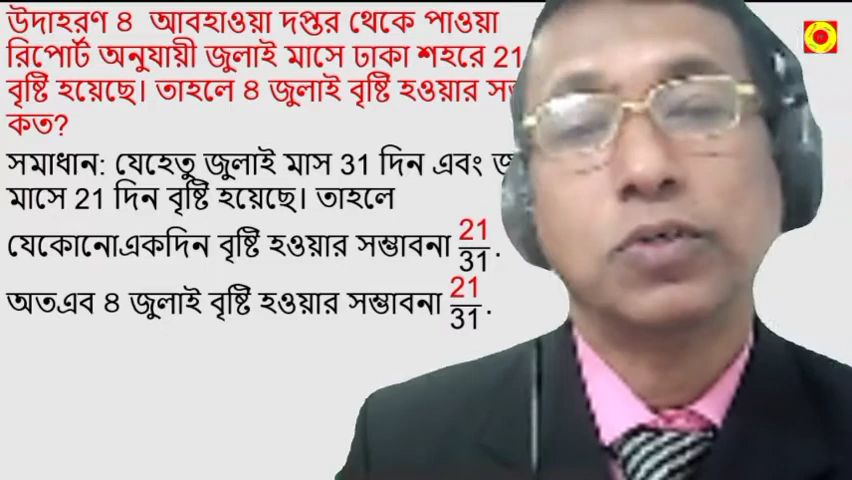 উদাহরণ ৪ আবহাওয়া দপ্তর থেকে পাওয়া
রিপোর্ট অনুযায়ী জুলাই মাসে ঢাকা শহরে 21
বৃষ্টি হয়েছে। তাহলে ৪ জুলাই বৃষ্টি হওয়ার
কত?
সমাধান: যেহেতু জুলাই মাস 31 দিন এবং
মাসে 21 দিন বৃষ্টি হয়েছে। তাহলে
যেকোনোএকদিন বৃষ্টি হওয়ার সম্ভাবনা 21/31.
অতএব ৪ জুলাই বৃষ্টি হওয়ার সম্ভাবনা 21/31.